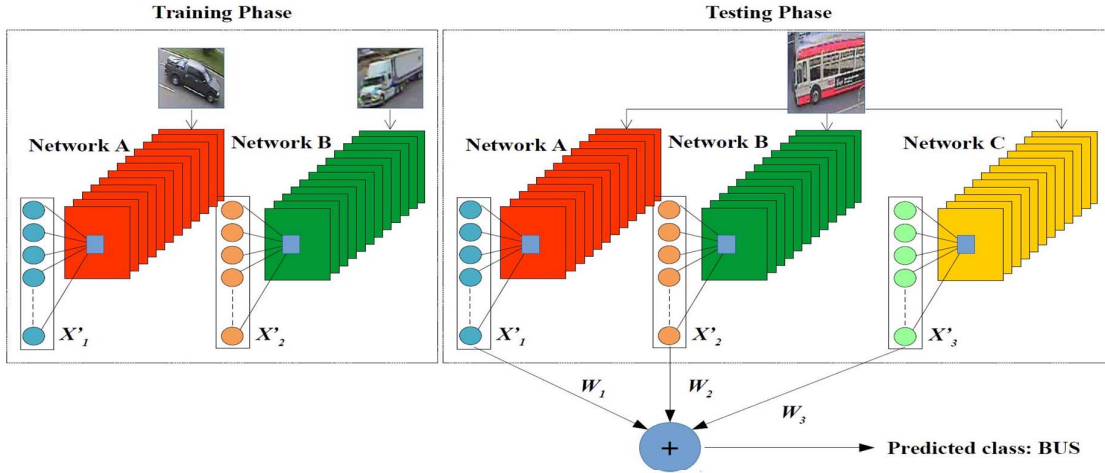 Training Phase
Testing Phase
Network A
Network B
Network A
Network B
Network C
X'1
X'2
X'1
X'2
X'3
W1
W2
W3
+
Predicted class: BUS